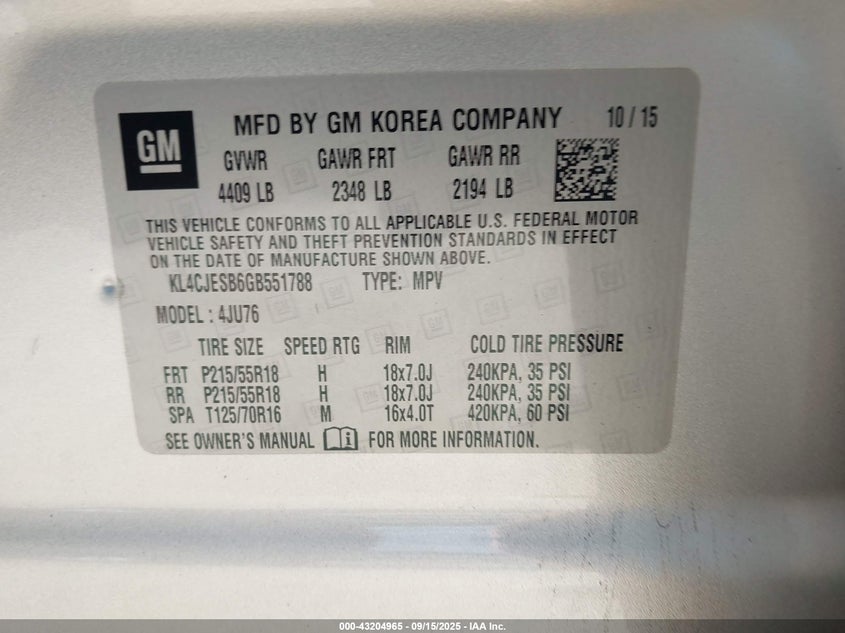 GM
MFD BY GM KOREA COMPANY 10 / 15
GVWR GAWR FRT GAWR RR
4409 LB 2348 LB 2194 LB
THIS VEHICLE CONFORMS TO ALL APPLICABLE U.S. FEDERAL MOTOR
VEHICLE SAFETY AND THEFT PREVENTION STANDARDS IN EFFECT
ON THE DATE OF MANUFACTURE SHOWN ABOVE.
KL4CJESB6GB551788 TYPE: MPV
MODEL : 4JU76
TIRE SIZE SPEED RTG RIM COLD TIRE PRESSURE
FRT P215/55R18 H 18x7.0J 240KPA, 35 PSI
RR P215/55R18 H 18x7.0J 240KPA, 35 PSI
SPA T125/70R16 M 16x4.0T 420KPA, 60 PSI
SEE OWNER'S MANUAL FOR MORE INFORMATION.
000-43204965 - 09/15/2025 - IAA Inc.